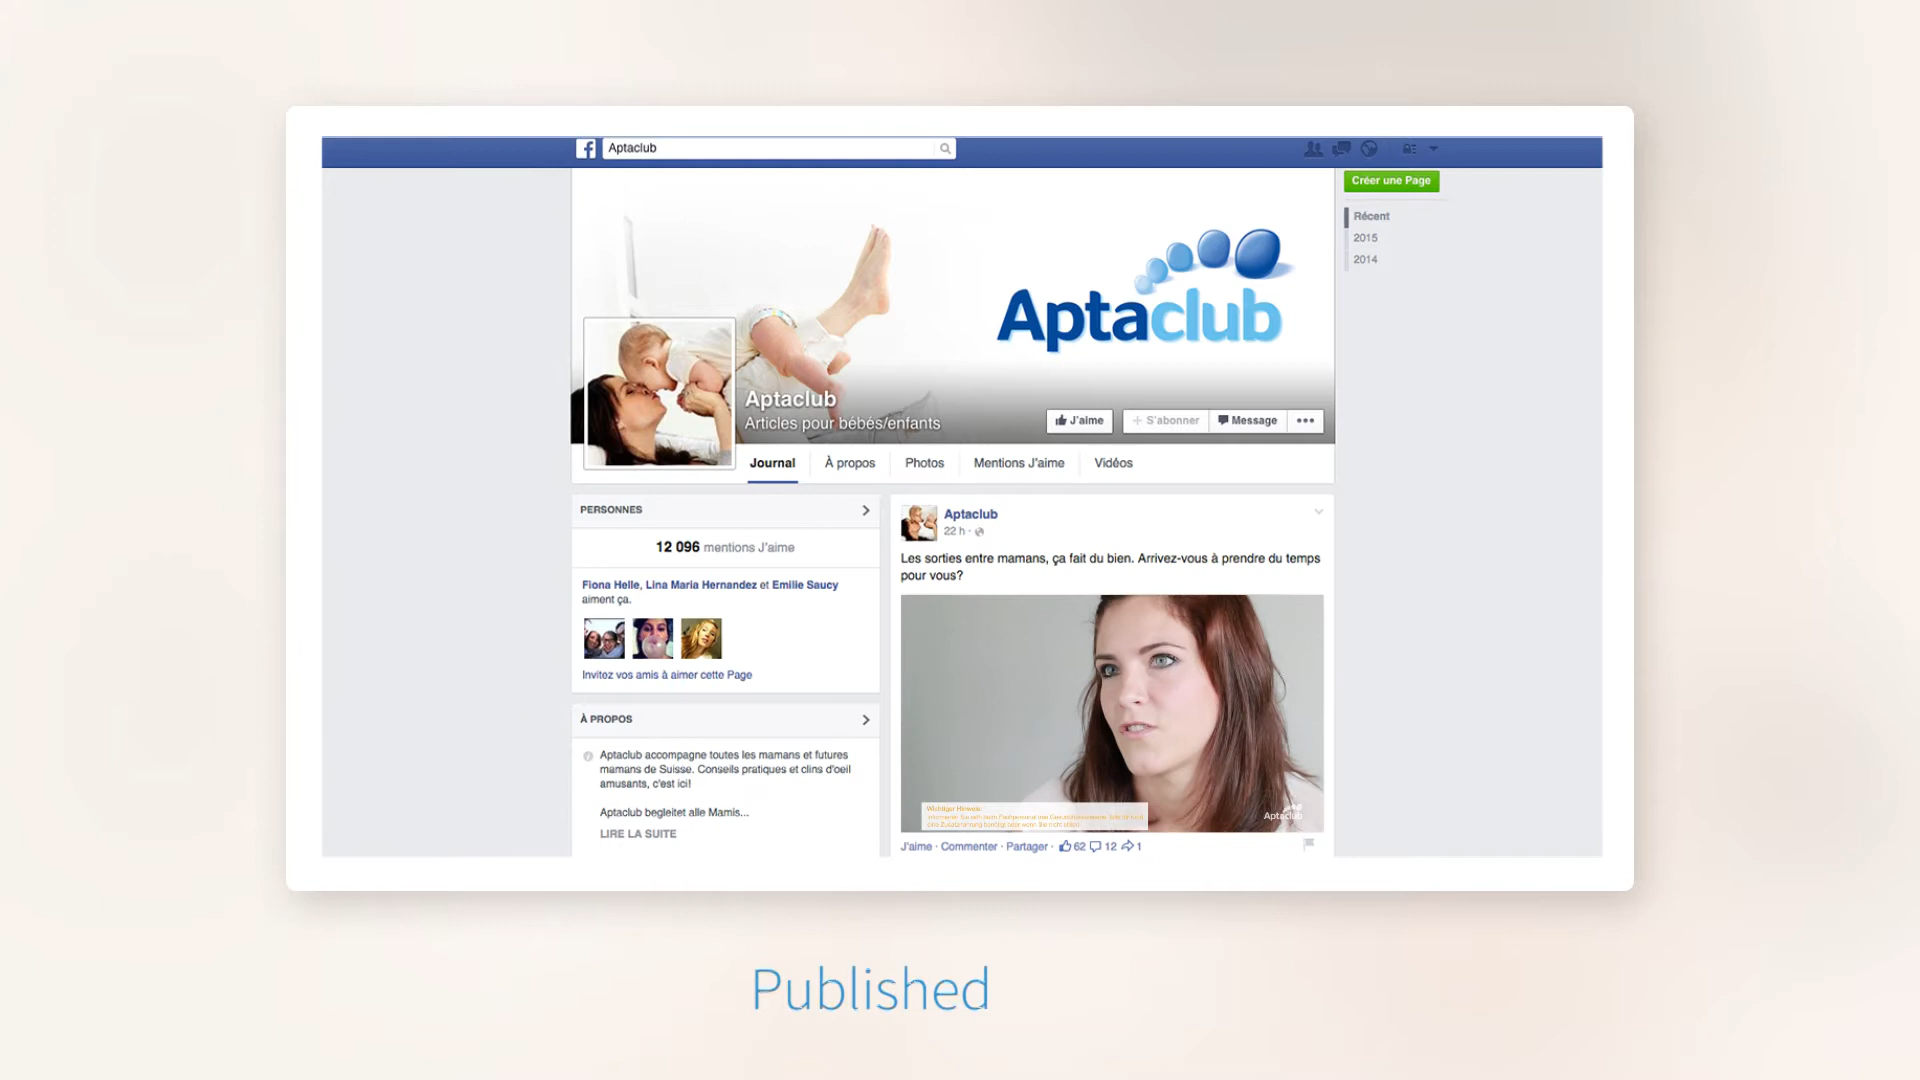 Aptaclub
Créer une Page
Récent
2015
2014
Aptaclub
Aptaclub
Articles pour bébés/enfants
J'aime
S'abonner
Message
Journal
À propos
Photos
Mentions J'aime
Vidéos
PERSONNES
12 096 mentions J'aime
Fiona Helle, Lina Maria Hernandez et Emilie Saucy
aiment ça.
Invitez vos amis à aimer cette Page
À PROPOS
Aptaclub accompagne toutes les mamans et futures
mamans de Suisse. Conseils pratiques et clins d'oeil
amusants, c'est ici!
Aptaclub begleitet alle Mamis...
LIRE LA SUITE
Aptaclub
22 h
Les sorties entre mamans, ça fait du bien. Arrivez-vous à prendre du temps
pour vous?
Wichtiger Hinweis:
Aptaclub
J'aime · Commenter · Partager · 62 12 1
Published